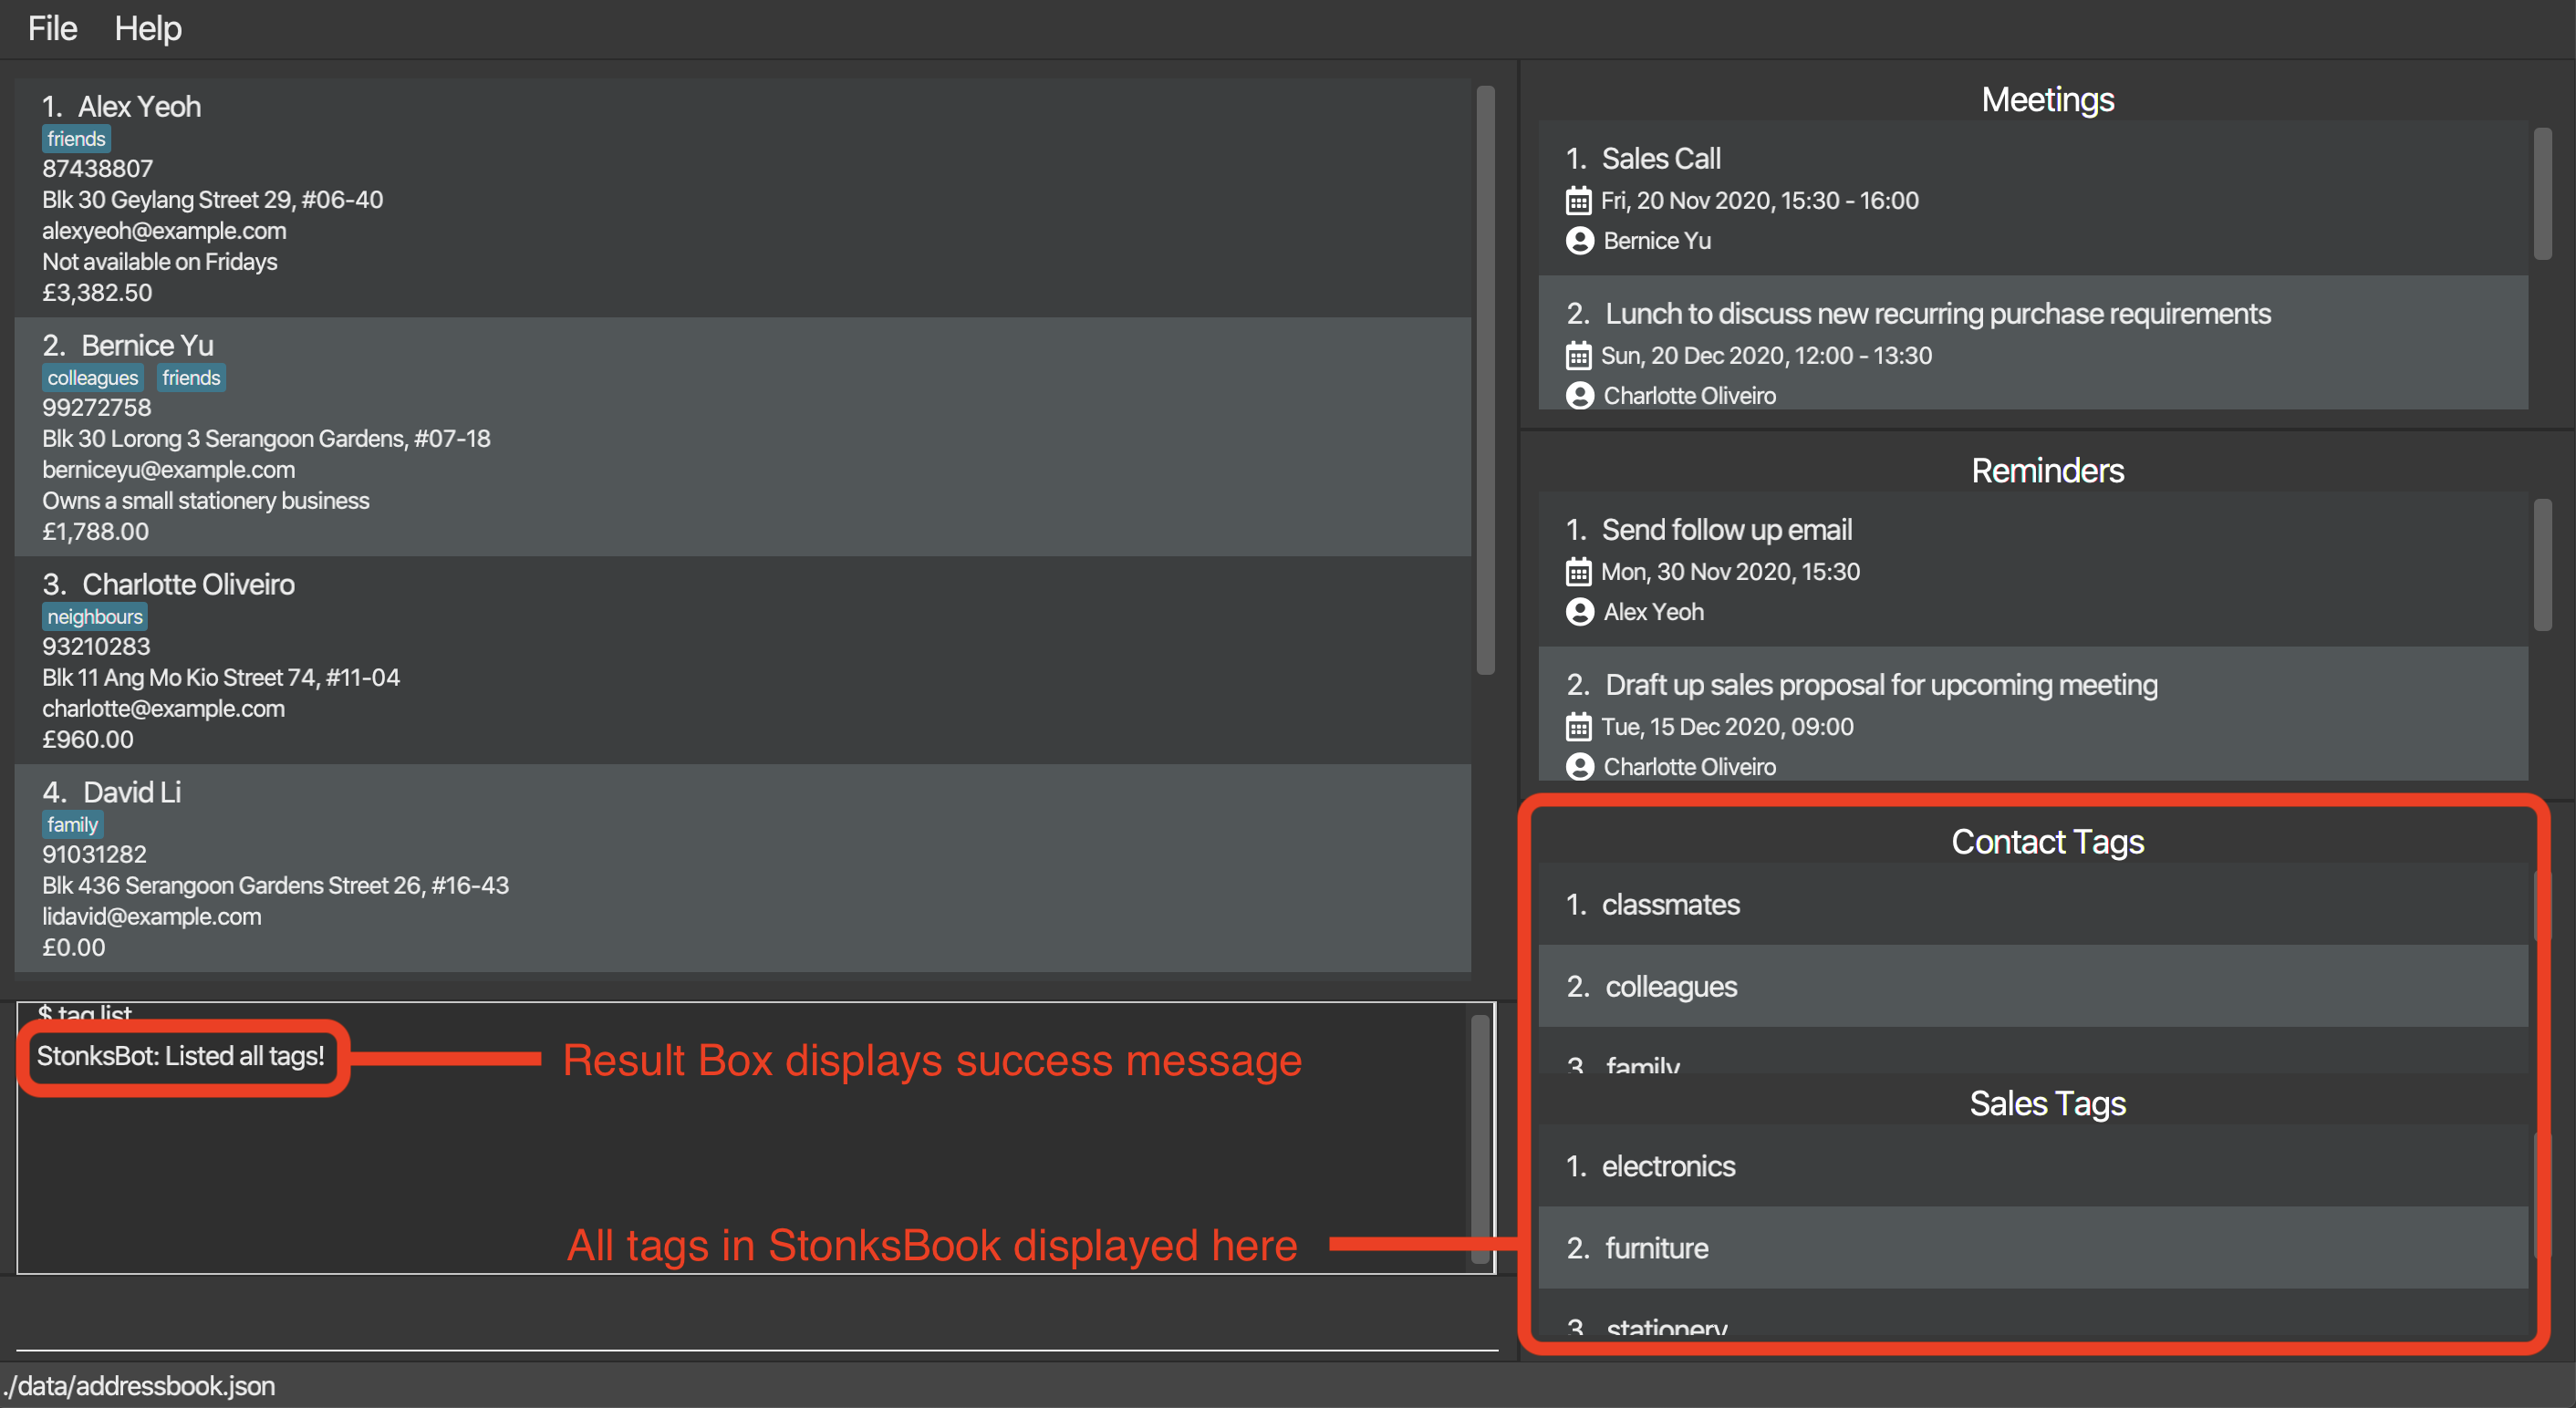 File Help
1. Alex Yeoh
friends
87438807
Blk 30 Geylang Street 29, #06-40
alexyeoh@example.com
Not available on Fridays
£3,382.50
2. Bernice Yu
colleagues friends
99272758
Blk 30 Lorong 3 Serangoon Gardens, #07-18
berniceyu@example.com
Owns a small stationery business
£1,788.00
3. Charlotte Oliveiro
neighbours
93210283
Blk 11 Ang Mo Kio Street 74, #11-04
charlotte@example.com
£960.00
4. David Li
family
91031282
Blk 436 Serangoon Gardens Street 26, #16-43
lidavid@example.com
£0.00
$ tag list
StonksBot: Listed all tags!
Result Box displays success message
All tags in StonksBook displayed here
Meetings
1. Sales Call
Fri, 20 Nov 2020, 15:30 - 16:00
Bernice Yu
2. Lunch to discuss new recurring purchase requirements
Sun, 20 Dec 2020, 12:00 - 13:30
Charlotte Oliveiro
Reminders
1. Send follow up email
Mon, 30 Nov 2020, 15:30
Alex Yeoh
2. Draft up sales proposal for upcoming meeting
Tue, 15 Dec 2020, 09:00
Charlotte Oliveiro
Contact Tags
1. classmates
2. colleagues
3. family
Sales Tags
1. electronics
2. furniture
3. stationery
./data/addressbook.json